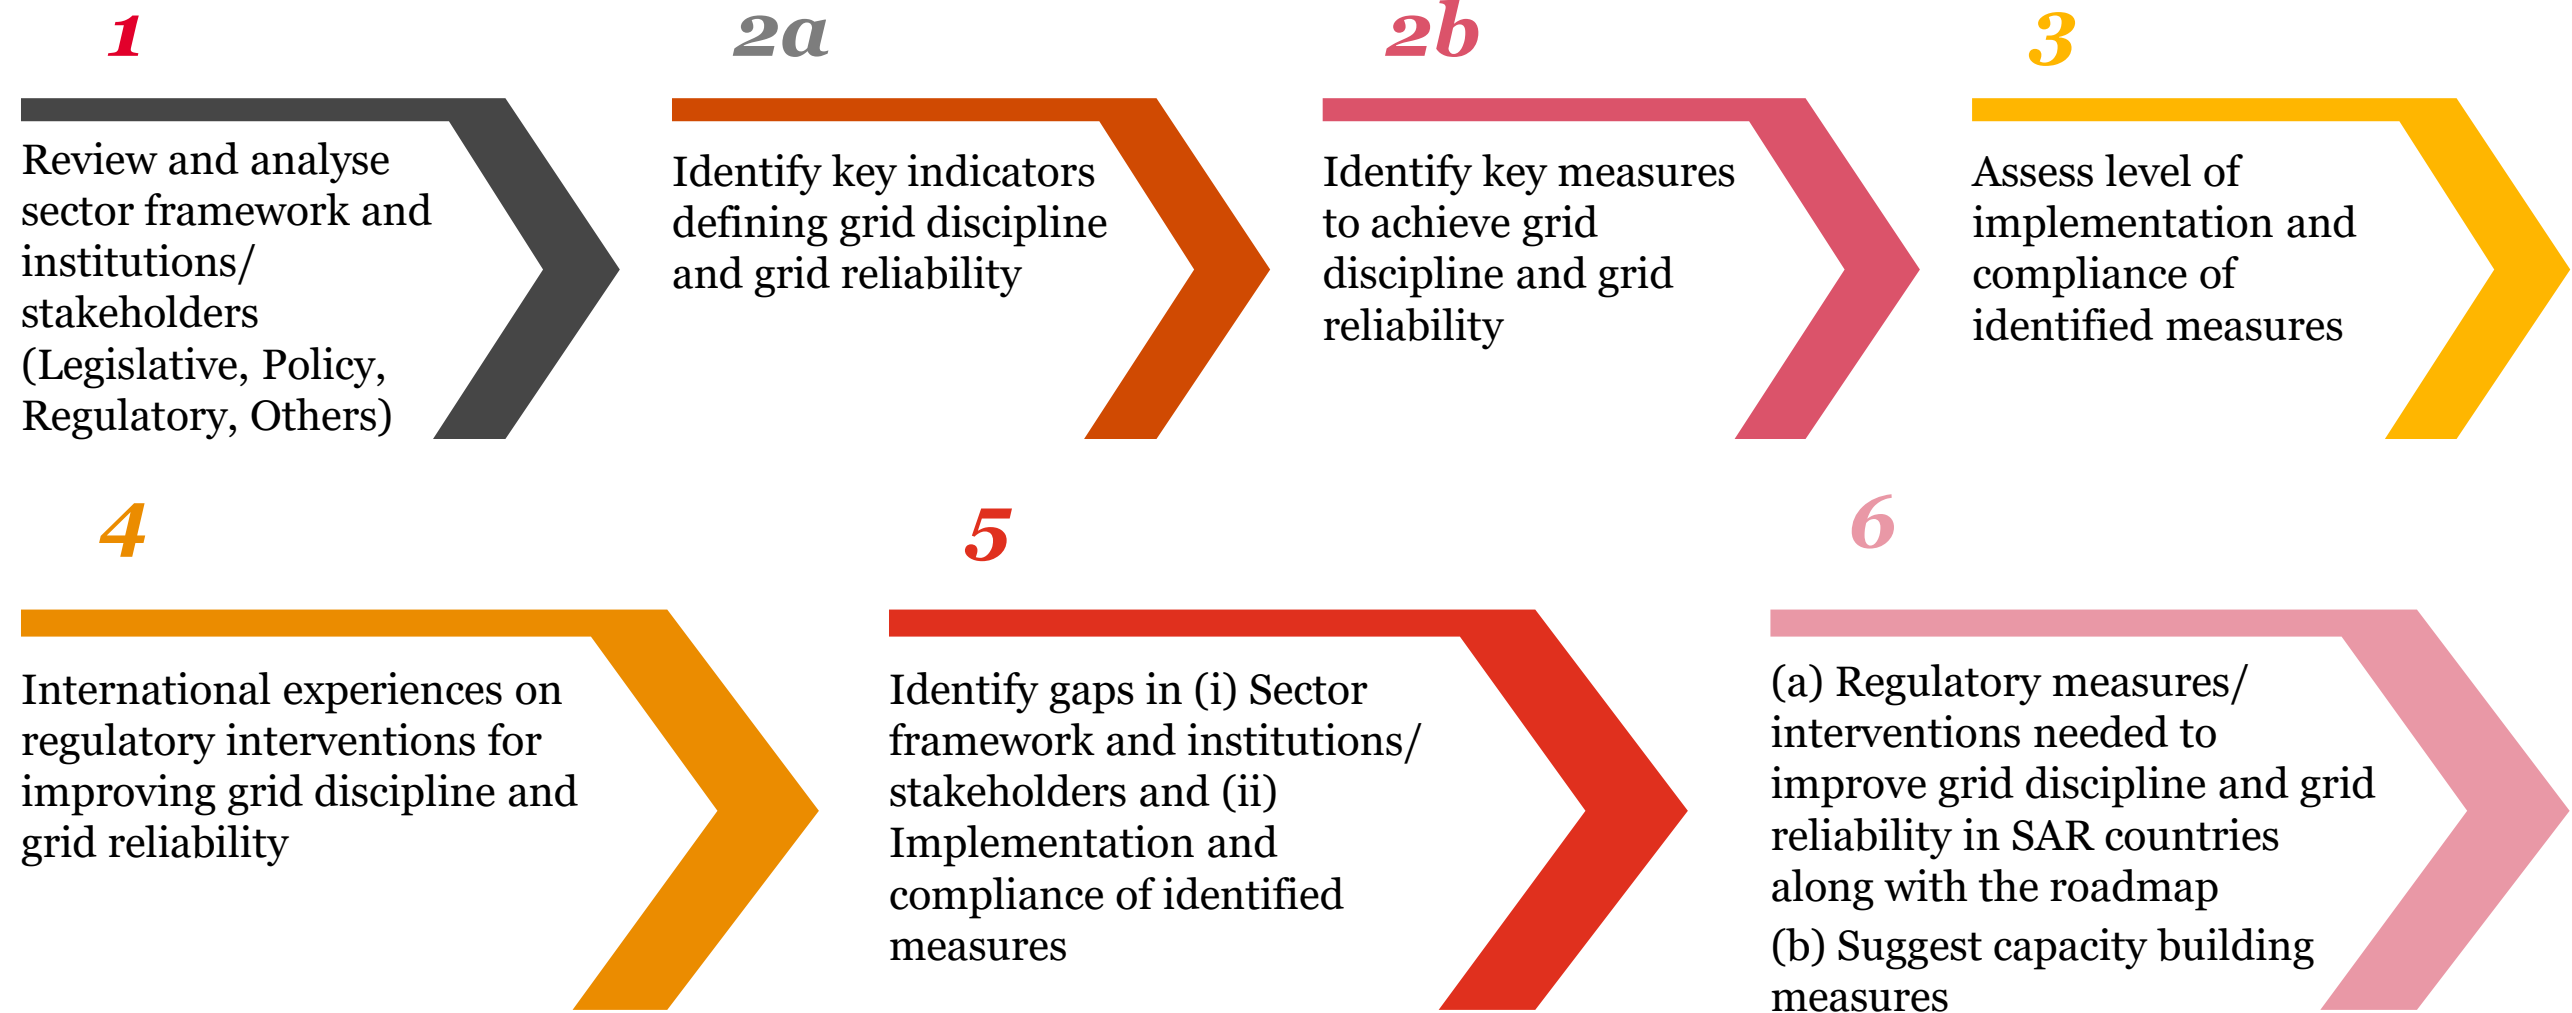 1
Review and analyse
sector framework and
institutions/
stakeholders
(Legislative, Policy,
Regulatory, Others)
2a
Identify key indicators
defining grid discipline
and grid reliability
2b
Identify key measures
to achieve grid
discipline and grid
reliability
3
Assess level of
implementation and
compliance of
identified measures
4
International experiences on
regulatory interventions for
improving grid discipline and
grid reliability
5
Identify gaps in (i) Sector
framework and institutions/
stakeholders and (ii)
Implementation and
compliance of identified
measures
6
(a) Regulatory measures/
interventions needed to
improve grid discipline and grid
reliability in SAR countries
along with the roadmap
(b) Suggest capacity building
measures